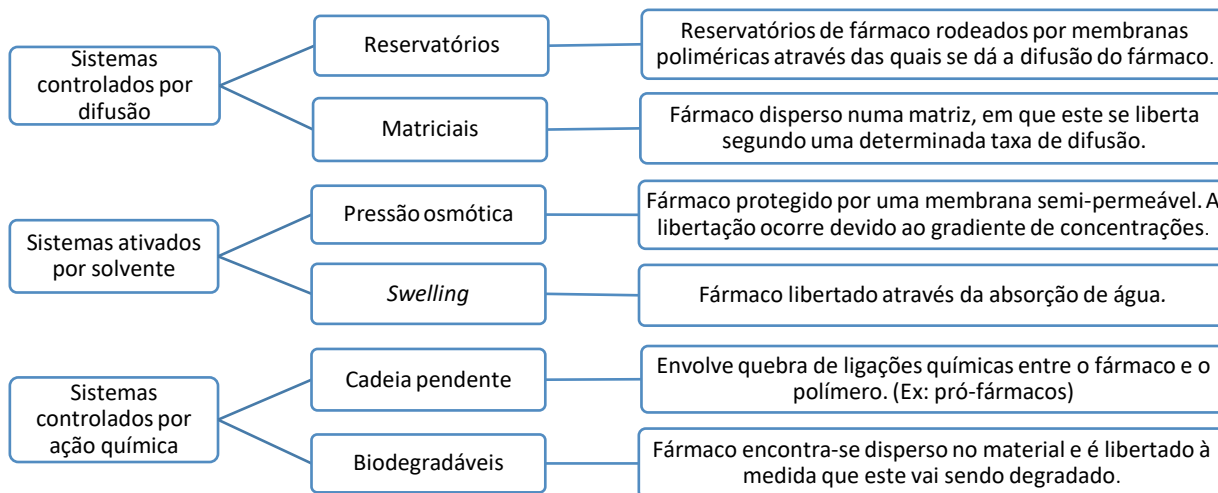 Sistemas
controlados por
difusão
Reservatórios
Reservatórios de fármaco rodeados por membranas
poliméricas através das quais se dá a difusão do fármaco.
Matriciais
Fármaco disperso numa matriz, em que este se liberta
segundo uma determinada taxa de difusão.
Sistemas ativados
por solvente
Pressão osmótica
Fármaco protegido por uma membrana semi-permeável. A
libertação ocorre devido ao gradiente de concentrações.
Swelling
Fármaco libertado através da absorção de água.
Sistemas
controlados por
ação química
Cadeia pendente
Envolve quebra de ligações químicas entre o fármaco e o
polímero. (Ex: pró-fármacos)
Biodegradáveis
Fármaco encontra-se disperso no material e é libertado à
medida que este vai sendo degradado.